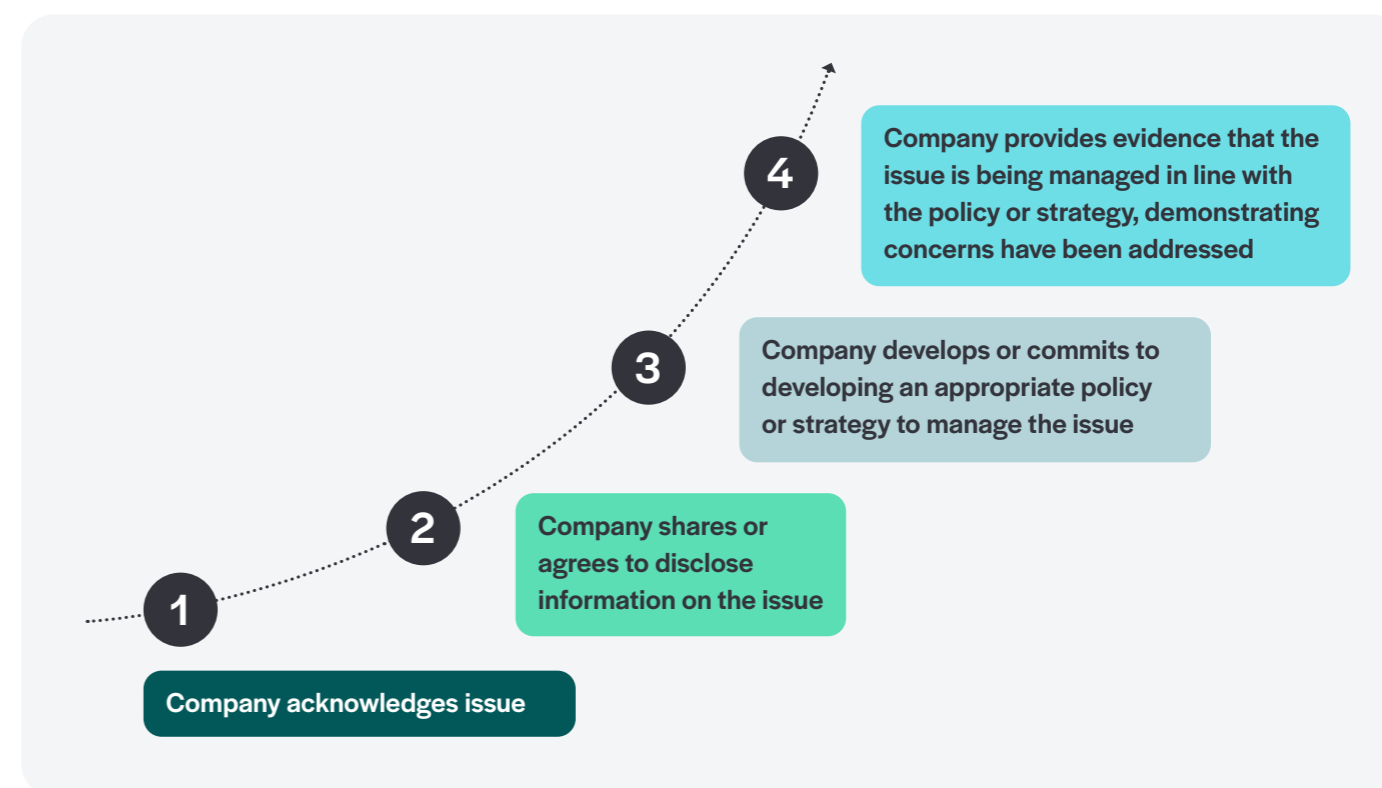 1
Company acknowledges issue
2
Company shares or
agrees to disclose
information on the issue
3
Company develops or commits to
developing an appropriate policy
or strategy to manage the issue
4
Company provides evidence that the
issue is being managed in line with
the policy or strategy, demonstrating
concerns have been addressed